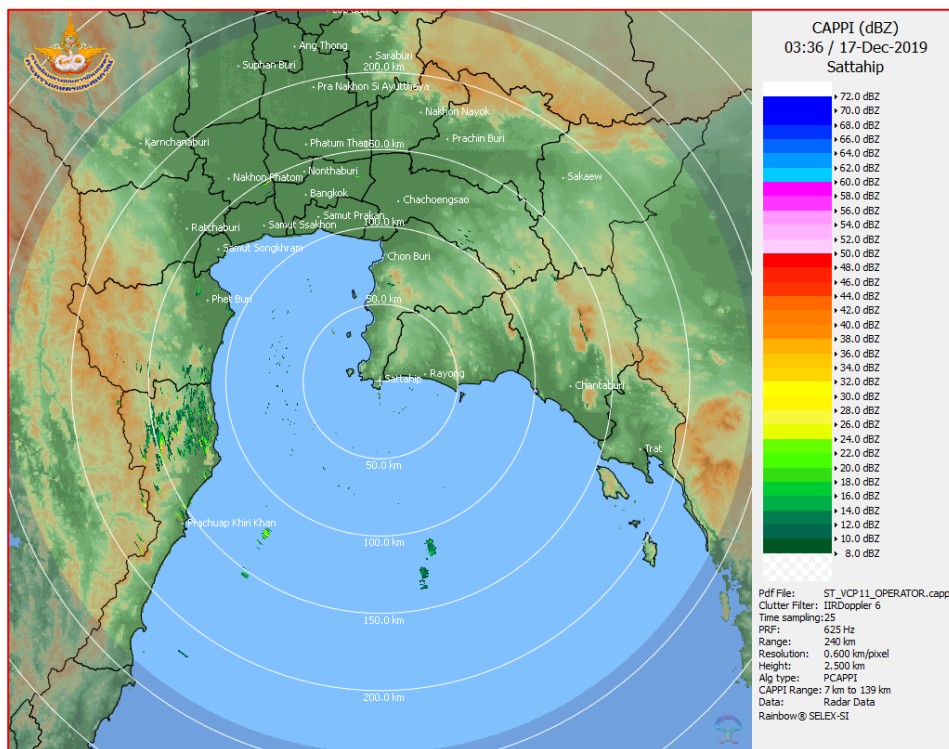 CAPPI (dBZ)
03:36 / 17-Dec-2019
Sattahip
72.0 dBZ
70.0 dBZ
68.0 dBZ
66.0 dBZ
64.0 dBZ
62.0 dBZ
60.0 dBZ
58.0 dBZ
56.0 dBZ
54.0 dBZ
52.0 dBZ
50.0 dBZ
48.0 dBZ
46.0 dBZ
44.0 dBZ
42.0 dBZ
40.0 dBZ
38.0 dBZ
36.0 dBZ
34.0 dBZ
32.0 dBZ
30.0 dBZ
28.0 dBZ
26.0 dBZ
24.0 dBZ
22.0 dBZ
20.0 dBZ
18.0 dBZ
16.0 dBZ
14.0 dBZ
12.0 dBZ
10.0 dBZ
8.0 dBZ
Pdf File: ST_VCP11_OPERATOR.capp
Clutter Filter: IIRDoppler 6
Time sampling:25
PRF: 625 Hz
Range: 240 km
Resolution: 0.600 km/pixel
Height: 2.500 km
Alg type: PCAPPI
CAPPI Range: 7 km to 139 km
Data: Radar Data
Rainbow® SELEX-SI
Ang Thong
Saraburi
Suphan Buri
200.0 km
Pra Nakhon Si Ayutthaya
Nakhon Nayok
Karnchanaburi
Phatum Than
150.0 km
Prachin Buri
Nonthaburi
Nakhon Phatom
Sakaew
Bangkok
Chachoengsao
Samut Prakan
Ratchaburi
Samut Ssakhon
100.0 km
Samut Songkhram
Chon Buri
Phet Buri
50.0 km
Sattahip
Rayong
Chantaburi
Trat
50.0 km
Prachuap Khiri Khan
100.0 km
150.0 km
200.0 km